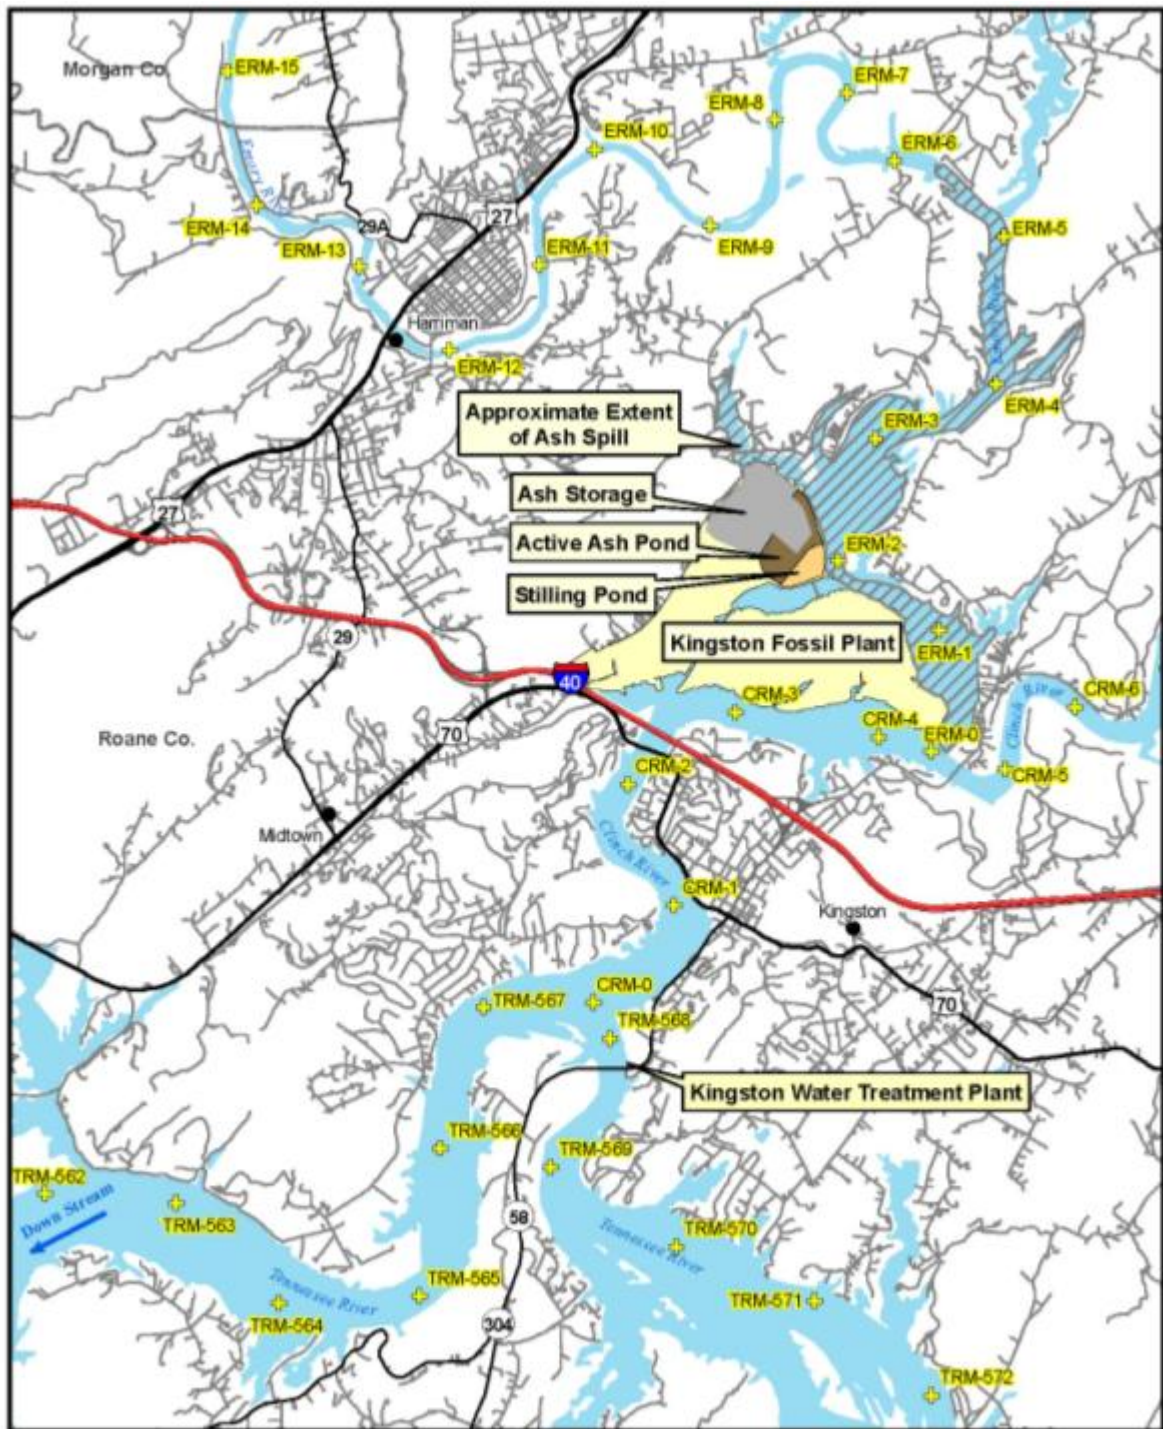 ERM-15
Morgan Co.
ERM-7
ERM-8
ERM-10
ERM-6
Emory River
ERM-14
29A
27
ERM-5
ERM-9
ERM-13
ERM-11
Harriman
ERM-12
ERM-4
Approximate Extent
of Ash Spill
ERM-3
Ash Storage
27
Active Ash Pond
ERM-2
Stilling Pond
29
Kingston Fossil Plant
ERM-1
40
CRM-6
CRM-3
Clinch River
70
Roane Co.
CRM-4
ERM-0
CRM-5
CRM-2
Midtown
Clinch River
CRM-1
Kingston
CRM-0
TRM-567
70
TRM-568
Kingston Water Treatment Plant
TRM-566
TRM-569
TRM-562
Down Stream
TRM-563
58
TRM-570
Tennessee River
TRM-565
Tennessee River
TRM-571
TRM-564
304
TRM-572